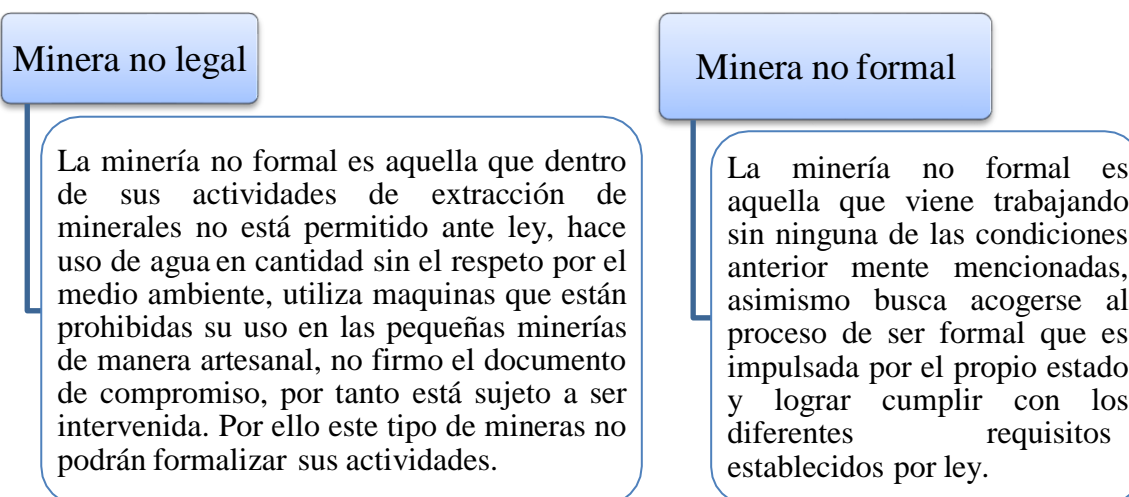 Minera no legal
La minería no formal es aquella que dentro
de sus actividades de extracción de
minerales no está permitido ante ley, hace
uso de agua en cantidad sin el respeto por el
medio ambiente, utiliza maquinas que están
prohibidas su uso en las pequeñas minerías
de manera artesanal, no firmo el documento
de compromiso, por tanto está sujeto a ser
intervenida. Por ello este tipo de mineras no
podrán formalizar sus actividades.
Minera no formal
La minería no formal es
aquella que viene trabajando
sin ninguna de las condiciones
anterior mente mencionadas,
asimismo busca acogerse al
proceso de ser formal que es
impulsada por el propio estado
y lograr cumplir con los
diferentes requisitos
establecidos por ley.